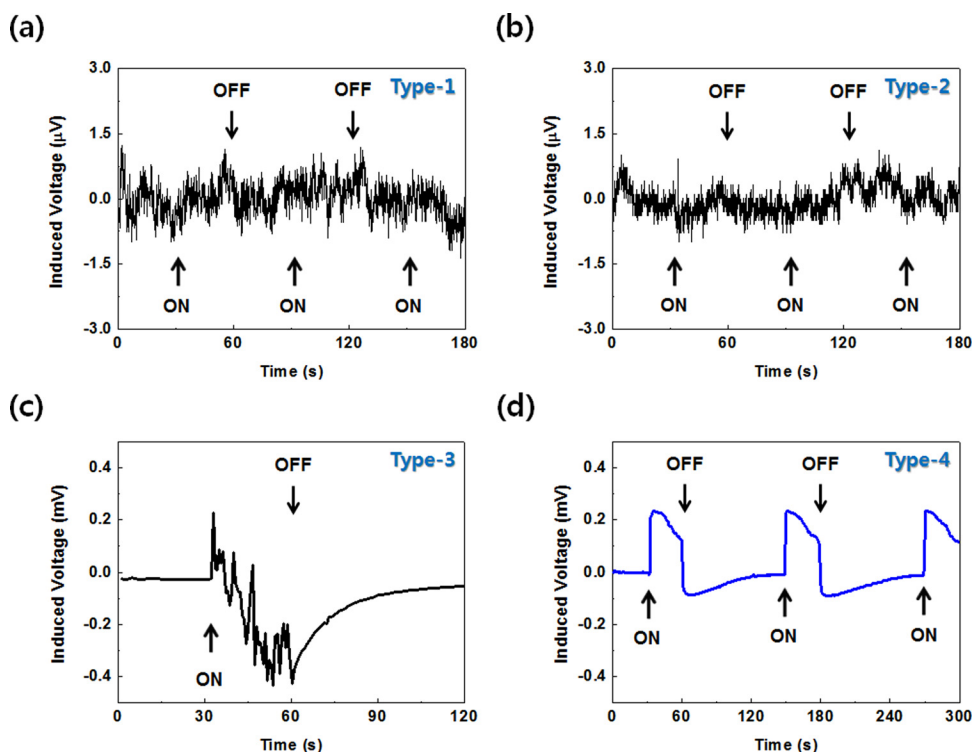 (a)
Induced Voltage (µV)
3.0
1.5
0.0
-1.5
-3.0
OFF
OFF
Type-1
ON
ON
ON
0
60
120
180
Time (s)
(b)
Induced Voltage (µV)
3.0
1.5
0.0
-1.5
-3.0
OFF
OFF
Type-2
ON
ON
ON
0
60
120
180
Time (s)
(c)
Induced Voltage (mV)
0.4
0.2
0.0
-0.2
-0.4
OFF
Type-3
ON
0
30
60
90
120
Time (s)
(d)
Induced Voltage (mV)
0.4
0.2
0.0
-0.2
-0.4
OFF
OFF
Type-4
ON
ON
ON
0
60
120
180
240
300
Time (s)